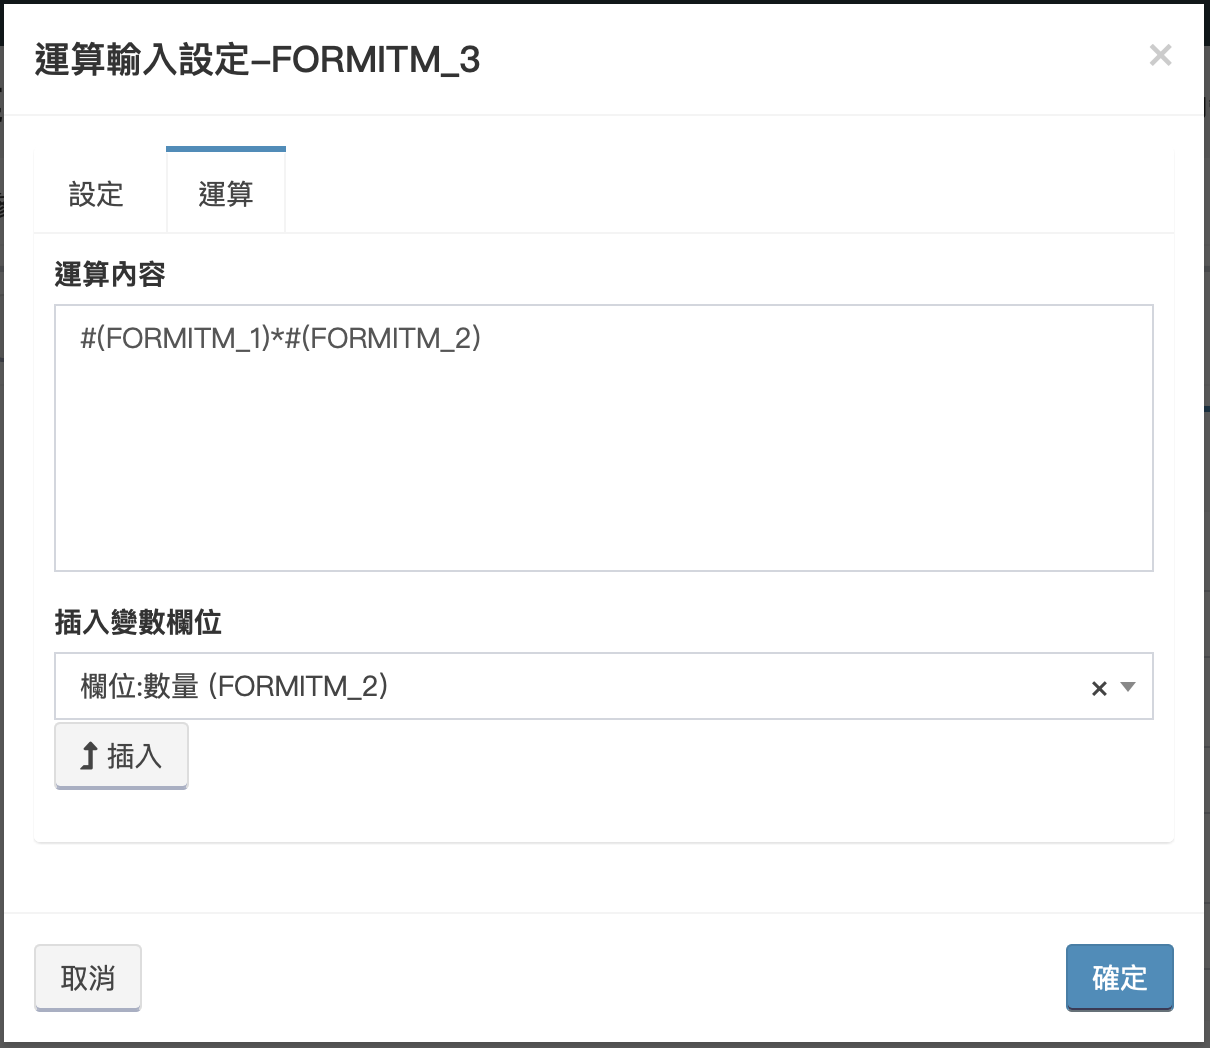 運算輸入設定-FORMITM_3
×
設定
運算
運算內容
#(FORMITM_1)*#(FORMITM_2)
插入變數欄位
欄位:數量 (FORMITM_2)
×
插入
取消
確定